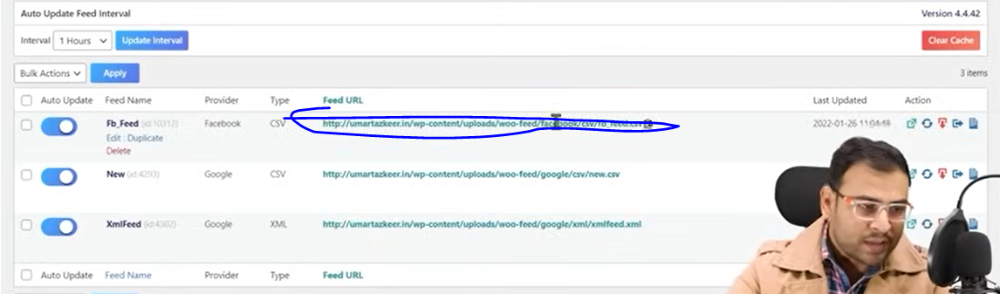 Auto Update Feed Interval Version 4.4.42
Interval 1 Hours Update Interval Clear Cache
Bulk Actions Apply 3 items
Auto Update Feed Name Provider Type Feed URL Last Updated Action
Fb_Feed (id:10312) Facebook CSV http://umartazkeer.in/wp-content/uploads/woo-feed/facebook/csv/fb_feed.csv 2022-01-26 11:04:48
Edit | Duplicate
Delete
New (id:4293) Google CSV http://umartazkeer.in/wp-content/uploads/woo-feed/google/csv/new.csv
XmlFeed (id:4302) Google XML http://umartazkeer.in/wp-content/uploads/woo-feed/google/xml/xmlfeed.xml
Auto Update Feed Name Provider Type Feed URL